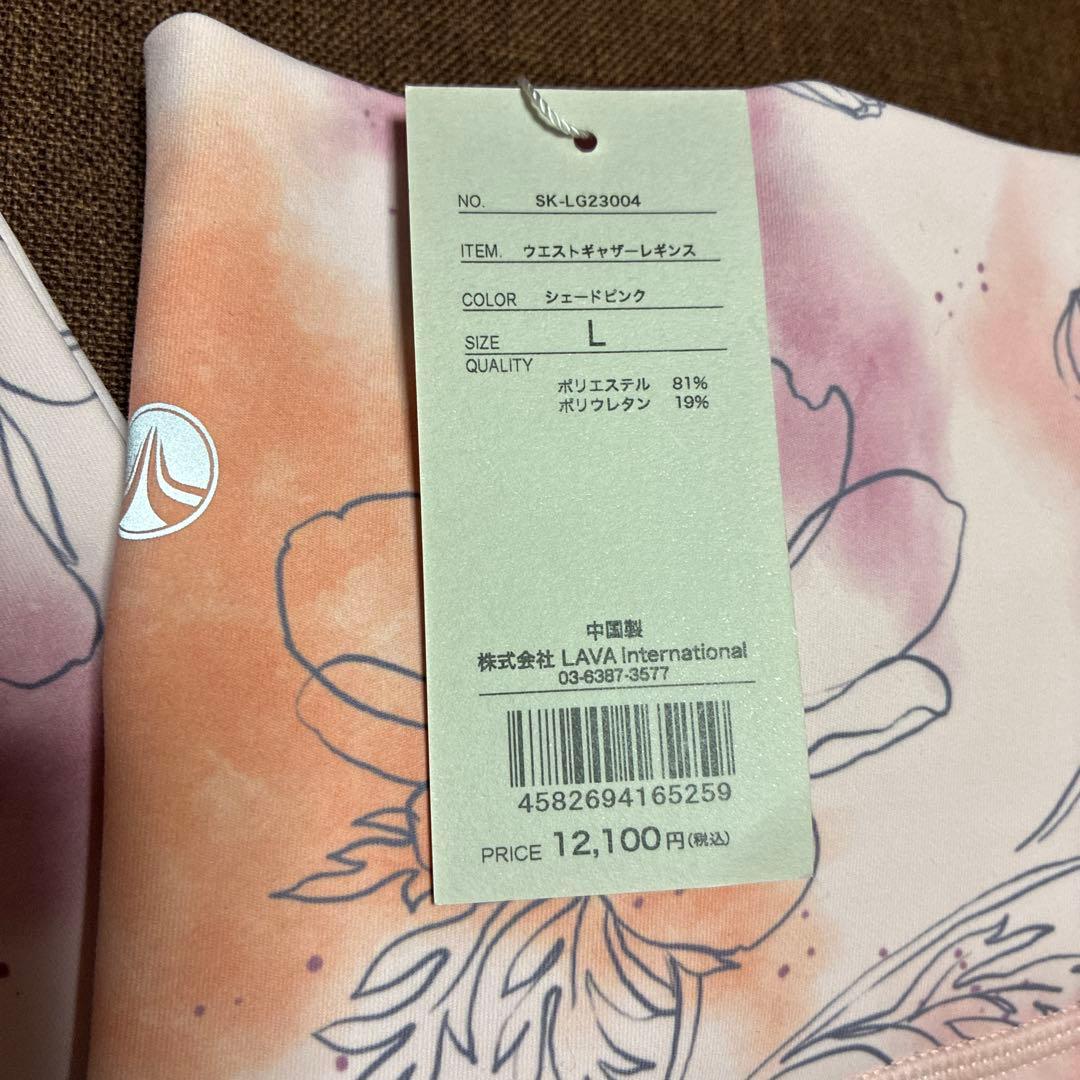 NO. SK-LG23004
ITEM. ウエストギャザーレギンス
COLOR シェードピンク
SIZE L
QUALITY
ポリエステル 81%
ポリウレタン 19%
中国製
株式会社 LAVA International
03-6387-3577
4582694165259
PRICE 12,100円(税込)